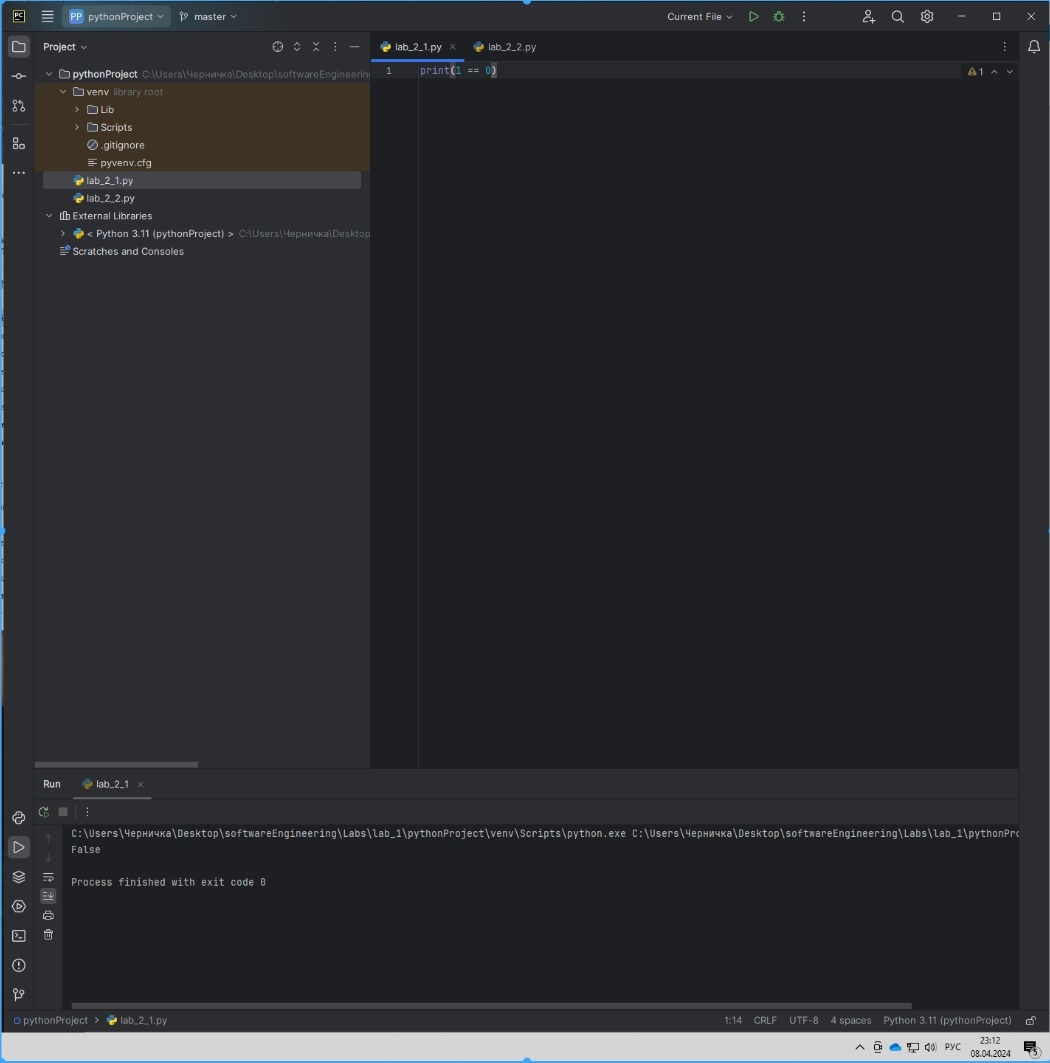 PC
PP pythonProject master Current File
Project
lab_2_1.py lab_2_2.py
pythonProject C:\Users\Черничка\Desktop\softwareEngineerin
venv library root
Lib
Scripts
.gitignore
pyvenv.cfg
lab_2_1.py
lab_2_2.py
External Libraries
< Python 3.11 (pythonProject) > C:\Users\Черничка\Desktop
Scratches and Consoles
1 print(1 == 0) 1
Run lab_2_1
C:\Users\Черничка\Desktop\softwareEngineering\Labs\lab_1\pythonProject\venv\Scripts\python.exe C:\Users\Черничка\Desktop\softwareEngineering\Labs\lab_1\pythonPro
False
Process finished with exit code 0
pythonProject > lab_2_1.py 1:14 CRLF UTF-8 4 spaces Python 3.11 (pythonProject)
РУС 23:12
08.04.2024 5